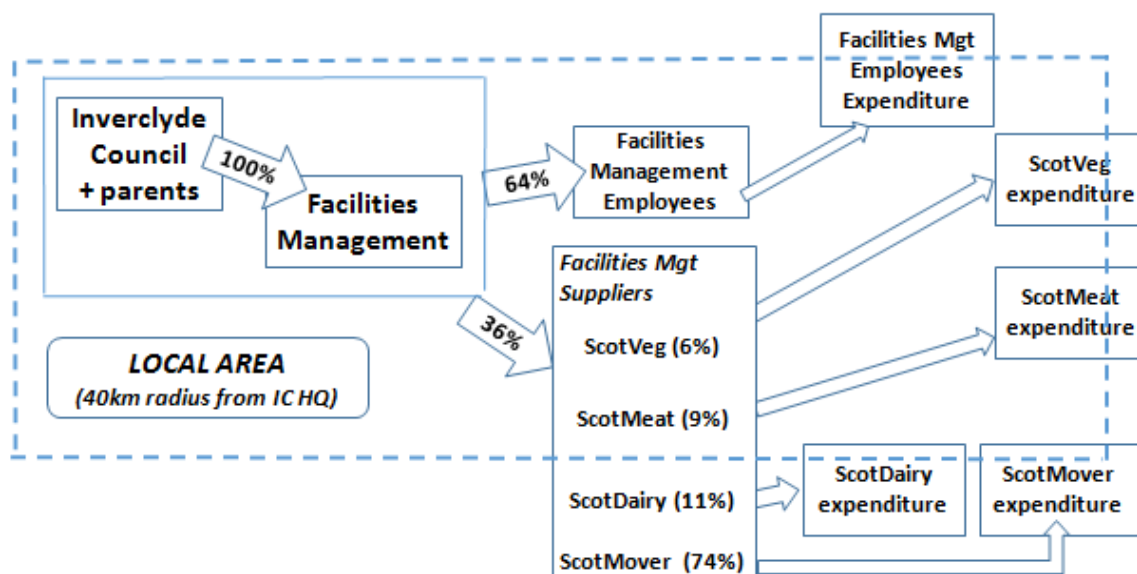 Inverclyde
Council
+ parents
100%
Facilities
Management
64%
Facilities
Management
Employees
Facilities Mgt
Employees
Expenditure
36%
Facilities Mgt
Suppliers
ScotVeg (6%)
ScotMeat (9%)
ScotDairy (11%)
ScotMover (74%)
ScotVeg
expenditure
ScotMeat
expenditure
ScotDairy
expenditure
ScotMover
expenditure
LOCAL AREA
(40km radius from IC HQ)